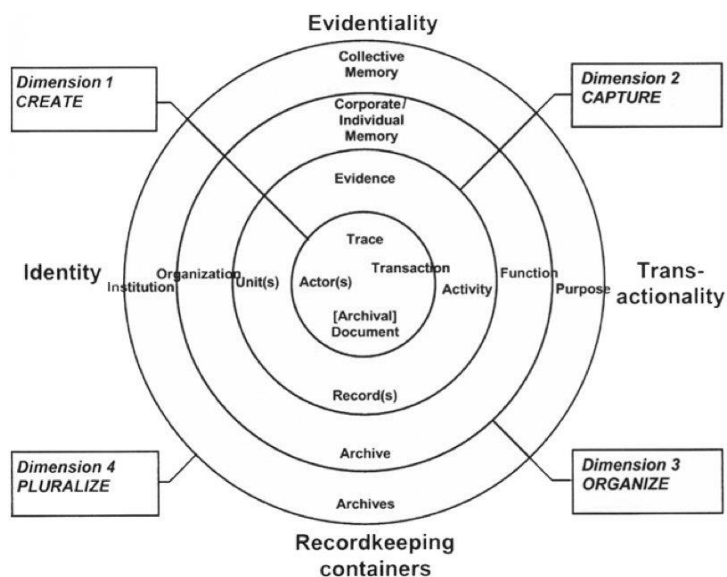 Evidentiality
Collective
Memory
Dimension 1
CREATE
Dimension 2
CAPTURE
Corporate/
Individual
Memory
Evidence
Trace
Identity
Institution
Organization
Unit(s)
Actor(s)
Transaction
Activity
Function
Purpose
Trans-
actionality
[Archival]
Document
Record(s)
Archive
Dimension 4
PLURALIZE
Dimension 3
ORGANIZE
Archives
Recordkeeping
containers